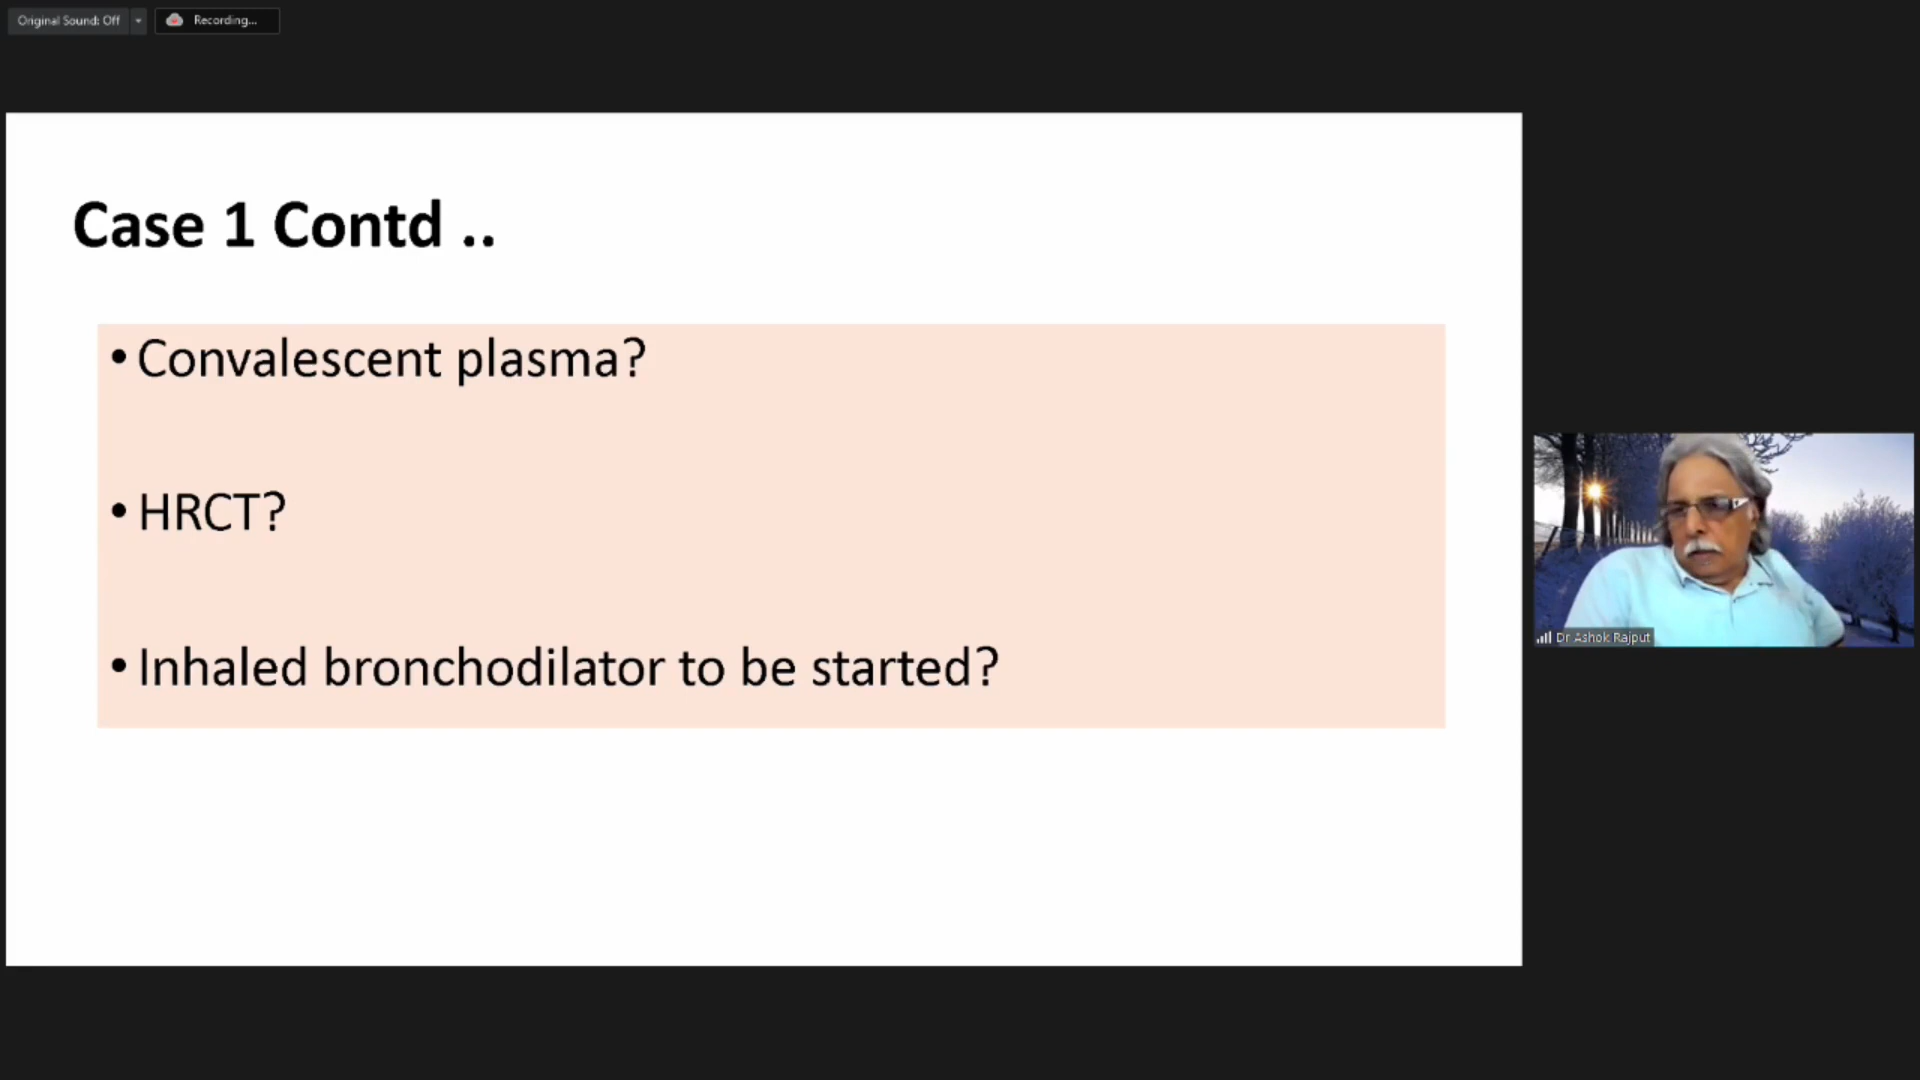 Original Sound: Off
Recording...
Case 1 Contd ..
• Convalescent plasma?
• HRCT?
• Inhaled bronchodilator to be started?
Dr Ashok Rajput